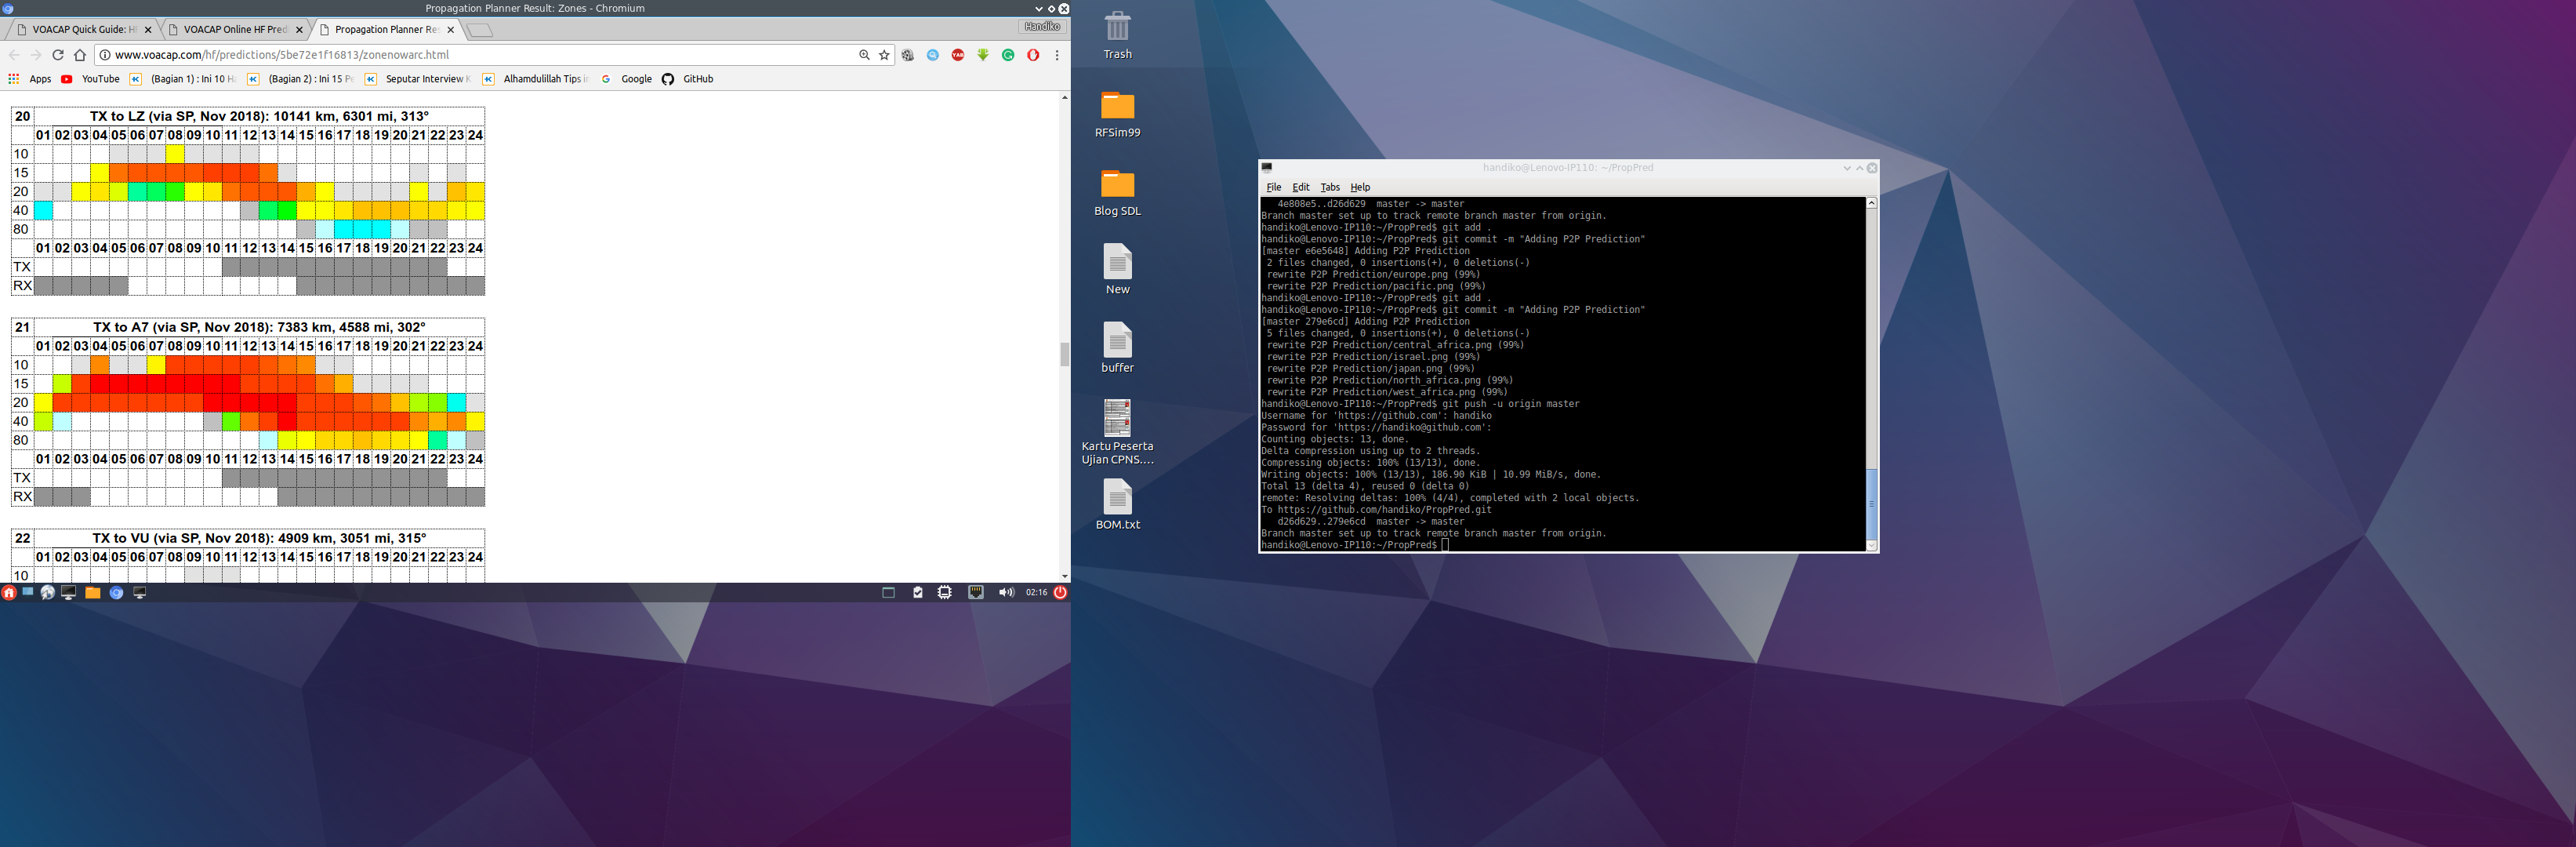 Propagation Planner Result: Zones - Chromium
VOACAP Quick Guide: H
VOACAP Online HF Pred
Propagation Planner Res
Handiko
www.voacap.com/hf/predictions/5be72e1f16813/zonenowarc.html
Apps
YouTube
(Bagian 1) : Ini 10 H
(Bagian 2) : Ini 15 P
Seputar Interview K
Alhamdulillah Tips in
Google
GitHub
20 TX to LZ (via SP, Nov 2018): 10141 km, 6301 mi, 313°
01 02 03 04 05 06 07 08 09 10 11 12 13 14 15 16 17 18 19 20 21 22 23 24
10
15
20
40
80
01 02 03 04 05 06 07 08 09 10 11 12 13 14 15 16 17 18 19 20 21 22 23 24
TX
RX
21 TX to A7 (via SP, Nov 2018): 7383 km, 4588 mi, 302°
01 02 03 04 05 06 07 08 09 10 11 12 13 14 15 16 17 18 19 20 21 22 23 24
10
15
20
40
80
01 02 03 04 05 06 07 08 09 10 11 12 13 14 15 16 17 18 19 20 21 22 23 24
TX
RX
22 TX to VU (via SP, Nov 2018): 4909 km, 3051 mi, 315°
01 02 03 04 05 06 07 08 09 10 11 12 13 14 15 16 17 18 19 20 21 22 23 24
10
02:16
Trash
RFSim99
Blog SDL
New
buffer
Kartu Peserta
Ujian CPNS....
BOM.txt
handiko@Lenovo-IP110: ~/PropPred
File Edit Tabs Help
4e808e5..d26d629  master -> master
Branch master set up to track remote branch master from origin.
handiko@Lenovo-IP110:~/PropPred$ git add .
handiko@Lenovo-IP110:~/PropPred$ git commit -m "Adding P2P Prediction"
[master e6e5648] Adding P2P Prediction
2 files changed, 0 insertions(+), 0 deletions(-)
rewrite P2P Prediction/europe.png (99%)
rewrite P2P Prediction/pacific.png (99%)
handiko@Lenovo-IP110:~/PropPred$ git add .
handiko@Lenovo-IP110:~/PropPred$ git commit -m "Adding P2P Prediction"
[master 279e6cd] Adding P2P Prediction
5 files changed, 0 insertions(+), 0 deletions(-)
rewrite P2P Prediction/central_africa.png (99%)
rewrite P2P Prediction/israel.png (99%)
rewrite P2P Prediction/japan.png (99%)
rewrite P2P Prediction/north_africa.png (99%)
rewrite P2P Prediction/west_africa.png (99%)
handiko@Lenovo-IP110:~/PropPred$ git push -u origin master
Username for 'https://github.com': handiko
Password for 'https://handiko@github.com':
Counting objects: 13, done.
Delta compression using up to 2 threads.
Compressing objects: 100% (13/13), done.
Writing objects: 100% (13/13), 186.90 KiB | 10.99 MiB/s, done.
Total 13 (delta 4), reused 0 (delta 0)
remote: Resolving deltas: 100% (4/4), completed with 2 local objects.
To https://github.com/handiko/PropPred.git
d26d629..279e6cd  master -> master
Branch master set up to track remote branch master from origin.
handiko@Lenovo-IP110:~/PropPred$